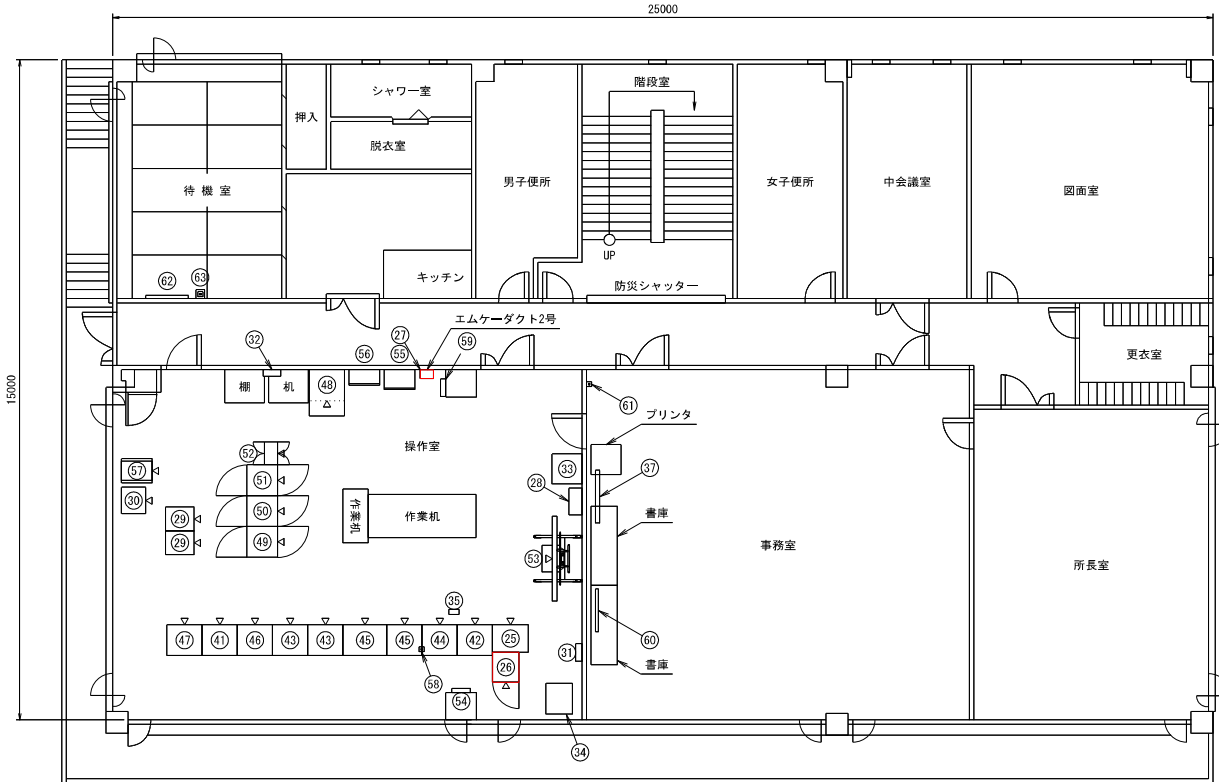 25000
15000
階段室
シャワー室
押入
脱衣室
待機室
男子便所
女子便所
中会議室
図面室
UP
キッチン
防災シャッター
62
63
エムケーダクト2号
27
32
56
55
59
更衣室
棚
机
48
61
プリンタ
操作室
52
57
33
37
51
28
30
作業机
作業机
書庫
50
29
事務室
49
29
53
所長室
35
60
47
41
46
43
43
45
45
44
42
25
31
書庫
26
58
54
34